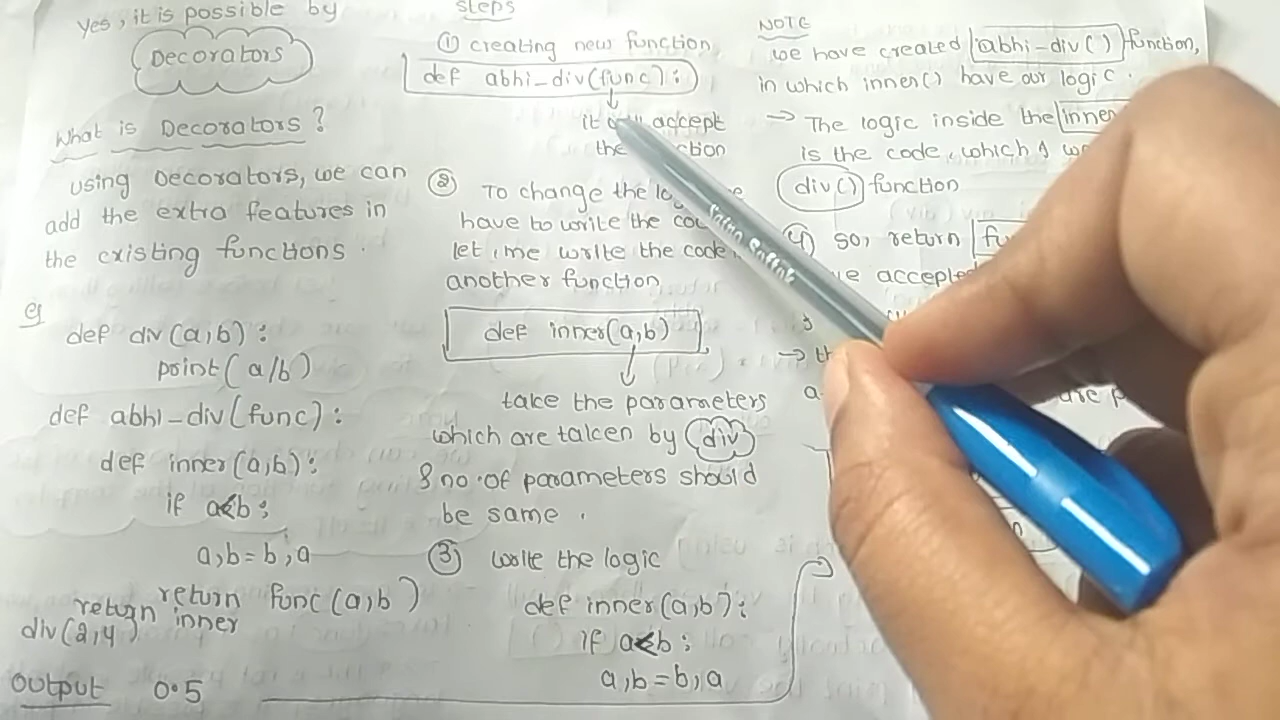 yes, it is possible by
Decorators
What is Decorators ?
using Decorators, we can
add the extra features in
the existing functions .
eg
def div (a,b) :
print( a/b )
def abhi-div(func) :
def inner(a,b) :
if a<b :
a,b = b,a
return func(a,b)
return inner
div(2,4)
output 0.5
steps
① creating new function
def abhi-div(func) :
it accept
the
② To change the
have to write the
let me write the code
another function
def inner(a,b)
take the parameters
which are talcen by div
& no.of parameters should
be same .
③ write the logic
def inner(a,b) :
if a<b :
a,b = b,a
NOTE
we have created abhi-div() function,
in which inner() have our logic .
→ The logic inside the inner
is the code, which I
div() function
④ so, return
→